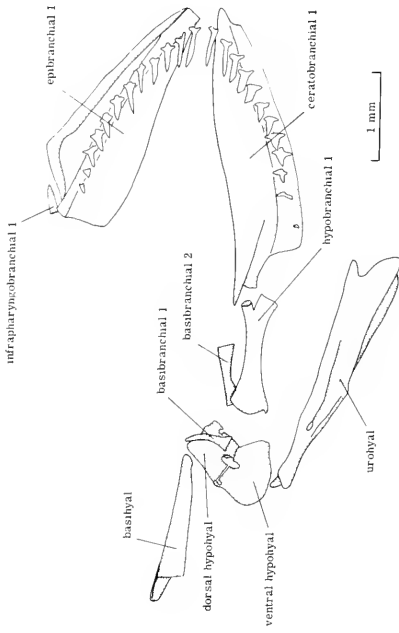 infrapharyngobranchial 1
epibranchial 1
ceratobranchial 1
1 mm
hypobranchial 1
basibranchial 2
basibranchial 1
basihyal
dorsal hypohyal
ventral hypohyal
urohyal